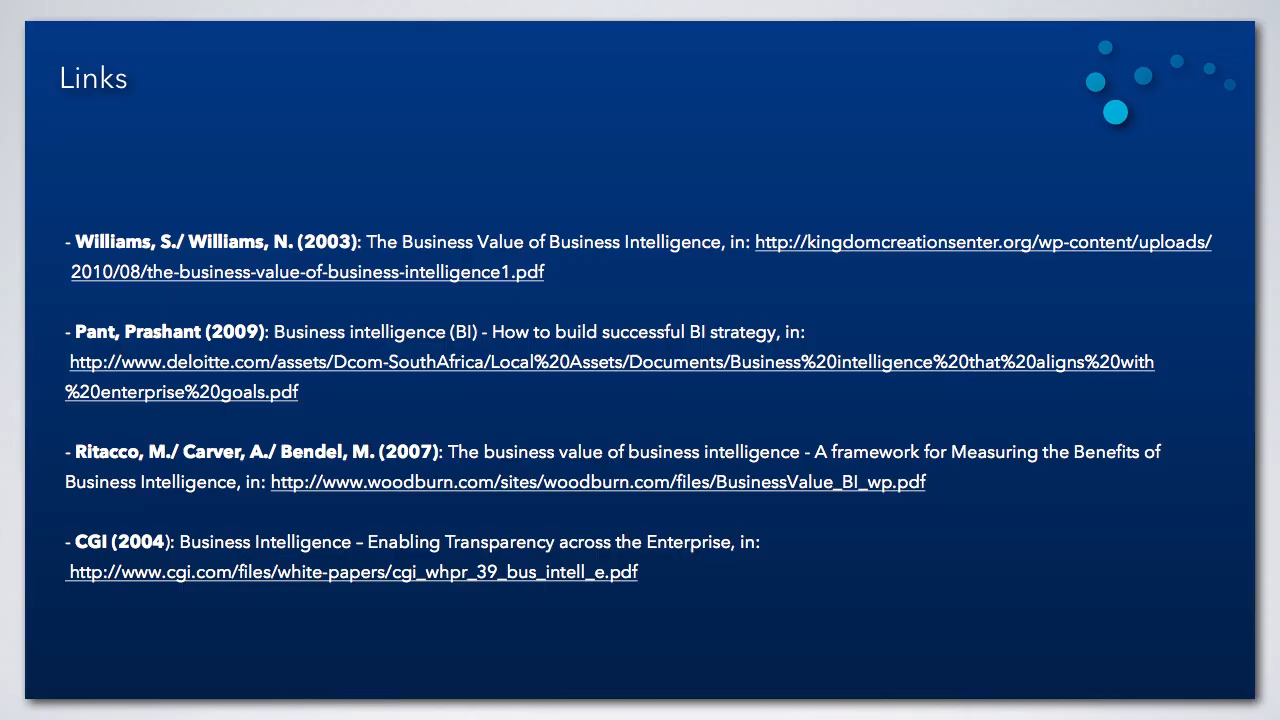 Links
- Williams, S./ Williams, N. (2003): The Business Value of Business Intelligence, in: http://kingdomcreationsenter.org/wp-content/uploads/
2010/08/the-business-value-of-business-intelligence1.pdf
- Pant, Prashant (2009): Business intelligence (BI) - How to build successful BI strategy, in:
http://www.deloitte.com/assets/Dcom-SouthAfrica/Local%20Assets/Documents/Business%20intelligence%20that%20aligns%20with
%20enterprise%20goals.pdf
- Ritacco, M./ Carver, A./ Bendel, M. (2007): The business value of business intelligence - A framework for Measuring the Benefits of
Business Intelligence, in: http://www.woodburn.com/sites/woodburn.com/files/BusinessValue_BI_wp.pdf
- CGI (2004): Business Intelligence – Enabling Transparency across the Enterprise, in:
http://www.cgi.com/files/white-papers/cgi_whpr_39_bus_intell_e.pdf